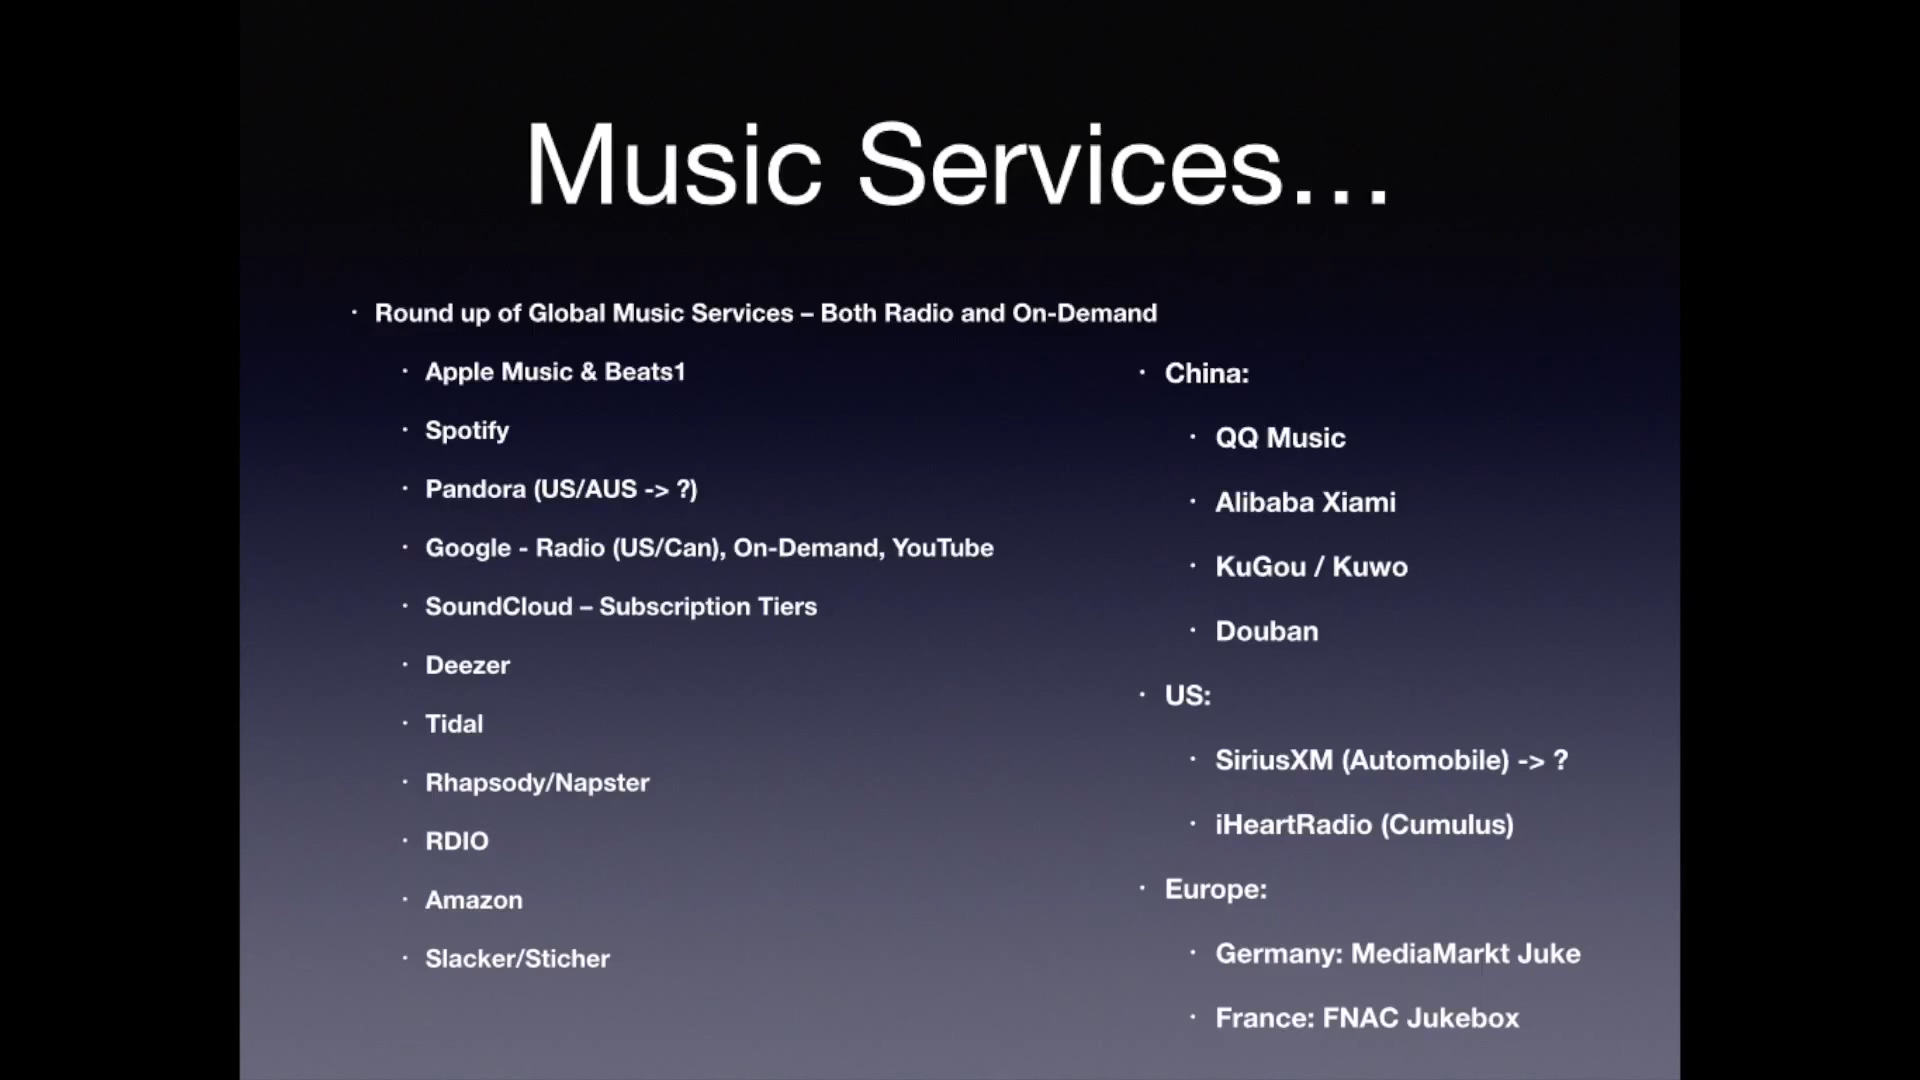 Music Services...
Round up of Global Music Services – Both Radio and On-Demand
Apple Music & Beats1
Spotify
Pandora (US/AUS -> ?)
Google - Radio (US/Can), On-Demand, YouTube
SoundCloud – Subscription Tiers
Deezer
Tidal
Rhapsody/Napster
RDIO
Amazon
Slacker/Sticher
China:
QQ Music
Alibaba Xiami
KuGou / Kuwo
Douban
US:
SiriusXM (Automobile) -> ?
iHeartRadio (Cumulus)
Europe:
Germany: MediaMarkt Juke
France: FNAC Jukebox